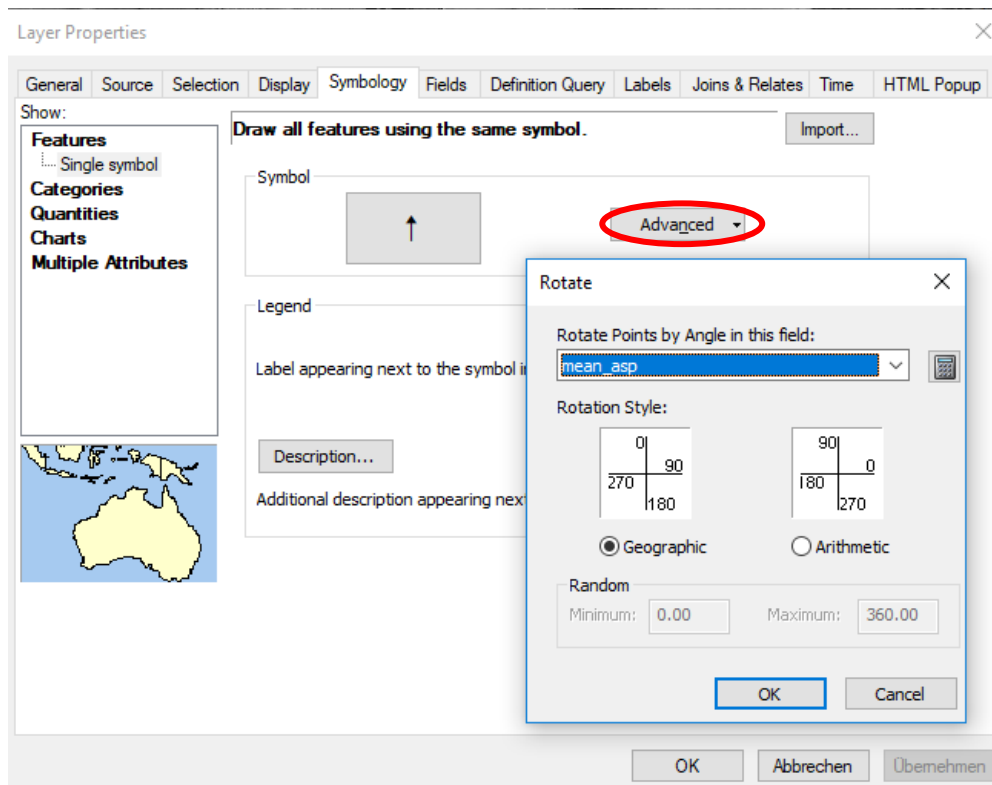 Layer Properties
General Source Selection Display Symbology Fields Definition Query Labels Joins & Relates Time HTML Popup
Show:
Features
Single symbol
Categories
Quantities
Charts
Multiple Attributes
Draw all features using the same symbol.
Import...
Symbol
Advanced
Legend
Label appearing next to the symbol in
Description...
Additional description appearing next
Rotate
Rotate Points by Angle in this field:
mean_asp
Rotation Style:
0
90
270
180
90
0
180
270
Geographic
Arithmetic
Random
Minimum: 0.00 Maximum: 360.00
OK Cancel
OK Abbrechen Übernehmen